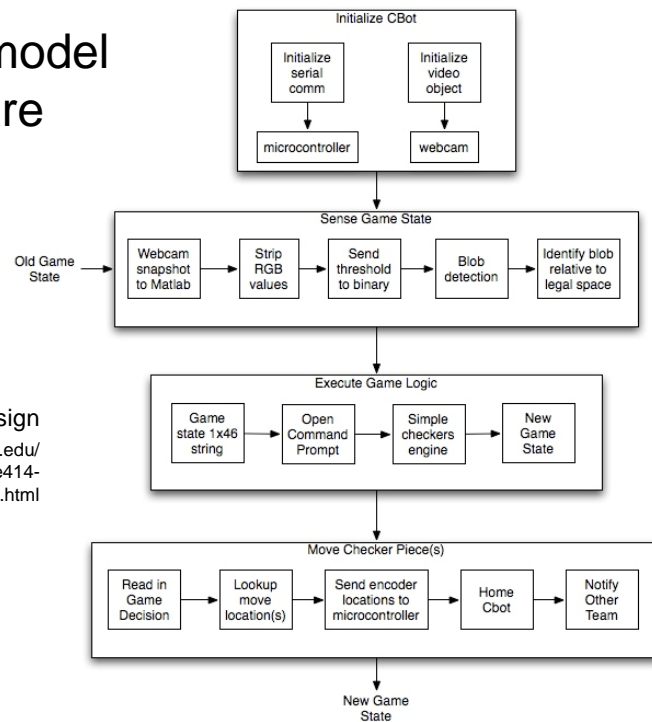 model
re
sign
.edu/
e414-
.html
Initialize CBot
Initialize
serial
comm
Initialize
video
object
microcontroller
webcam
Sense Game State
Old Game
State
Webcam
snapshot
to Matlab
Strip
RGB
values
Send
threshold
to binary
Blob
detection
Identify blob
relative to
legal space
Execute Game Logic
Game
state 1x46
string
Open
Command
Prompt
Simple
checkers
engine
New
Game
State
Move Checker Piece(s)
Read in
Game
Decision
Lookup
move
location(s)
Send encoder
locations to
microcontroller
Home
Cbot
Notify
Other
Team
New Game
State